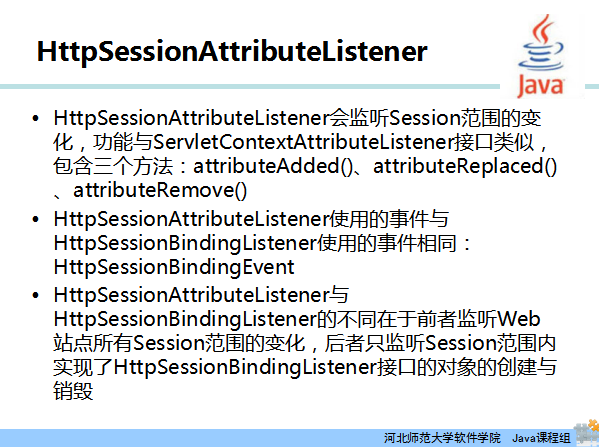 HttpSessionAttributeListener
Java
• HttpSessionAttributeListener会监听Session范围的变
化，功能与ServletContextAttributeListener接口类似，
包含三个方法：attributeAdded()、attributeReplaced()
、attributeRemove()
• HttpSessionAttributeListener使用的事件与
HttpSessionBindingListener使用的事件相同：
HttpSessionBindingEvent
• HttpSessionAttributeListener与
HttpSessionBindingListener的不同在于前者监听Web
站点所有Session范围的变化，后者只监听Session范围内
实现了HttpSessionBindingListener接口的对象的创建与
销毁
河北师范大学软件学院 Java课程组